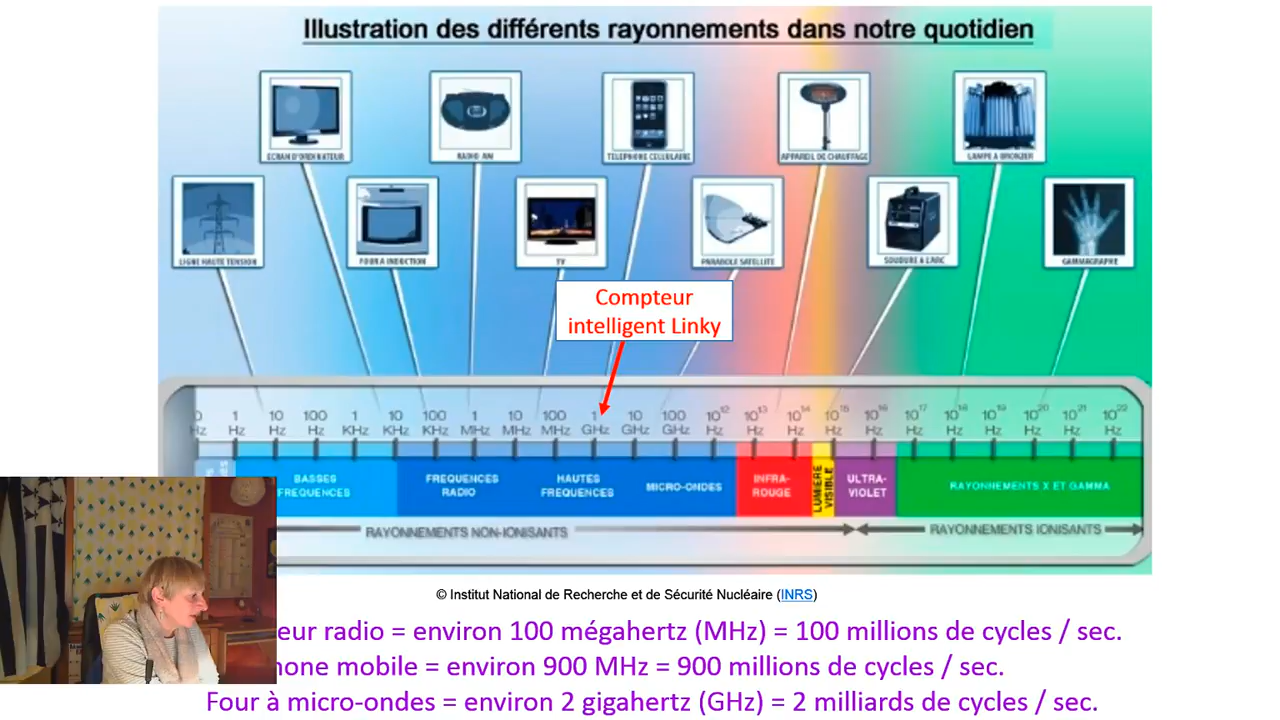 Illustration des différents rayonnements dans notre quotidien
ECRAN D'ORDINATEUR
RADIO AM
TELEPHONE CELLULAIRE
APPAREIL DE CHAUFFAGE
LAMPE A BRONZER
LIGNE HAUTE TENSION
FOUR A INDUCTION
TV
PARABOLE SATELLITE
SOUDURE A L'ARC
GAMMAGRAPHE
Compteur
intelligent Linky
0 1 10 100 1 10 100 1 10 100 1 10 100 10¹² 10¹³ 10¹⁴ 10¹⁵ 10¹⁶ 10¹⁷ 10¹⁸ 10¹⁹ 10²⁰ 10²¹ 10²²
Hz Hz Hz Hz KHz KHz KHz MHz MHz MHz GHz GHz GHz Hz Hz Hz Hz Hz Hz Hz Hz Hz Hz Hz
BASSES
FREQUENCES
FREQUENCES
RADIO
HAUTES
FREQUENCES
MICRO-ONDES
INFRA-
ROUGE
LUMIERE
VISIBLE
ULTRA-
VIOLET
RAYONNEMENTS X ET GAMMA
RAYONNEMENTS NON-IONISANTS
RAYONNEMENTS IONISANTS
© Institut National de Recherche et de Sécurité Nucléaire (INRS)
eur radio = environ 100 mégahertz (MHz) = 100 millions de cycles / sec.
hone mobile = environ 900 MHz = 900 millions de cycles / sec.
Four à micro-ondes = environ 2 gigahertz (GHz) = 2 milliards de cycles / sec.